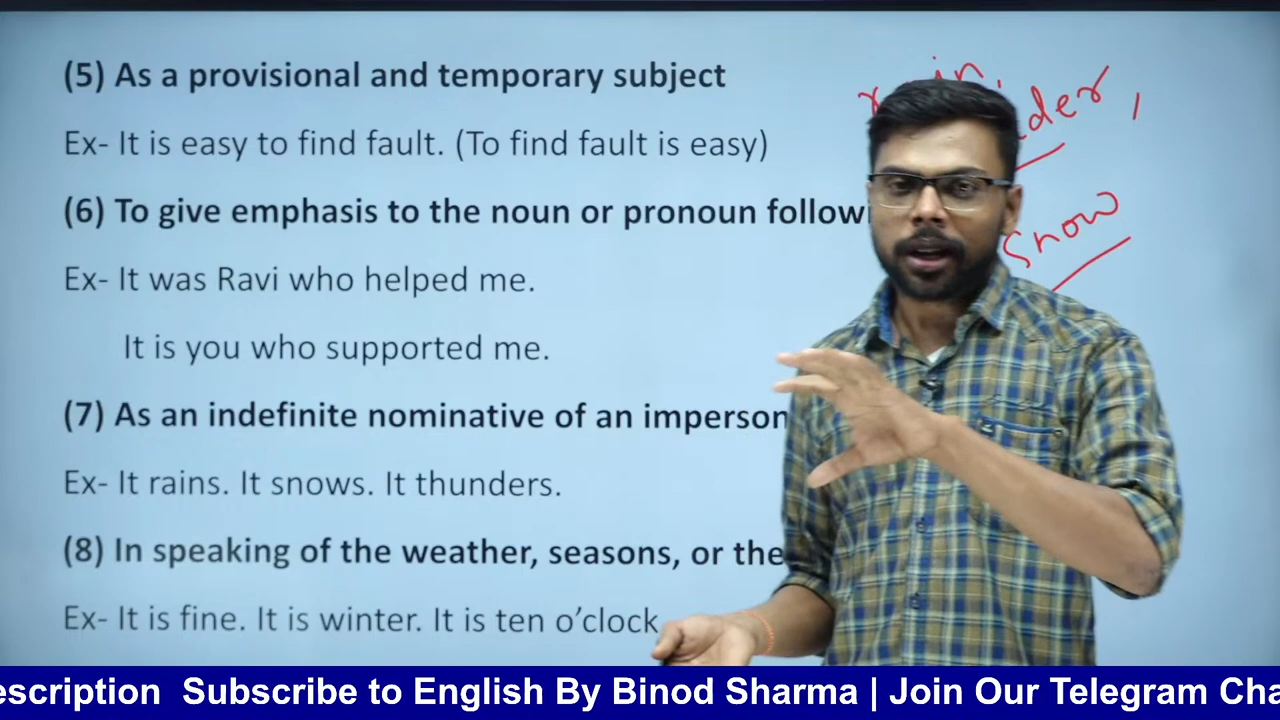 (5) As a provisional and temporary subject
Ex- It is easy to find fault. (To find fault is easy)
(6) To give emphasis to the noun or pronoun follow
Ex- It was Ravi who helped me.
It is you who supported me.
(7) As an indefinite nominative of an imperson
Ex- It rains. It snows. It thunders.
(8) In speaking of the weather, seasons, or the
Ex- It is fine. It is winter. It is ten o’clock
snow
escription Subscribe to English By Binod Sharma | Join Our Telegram Cha